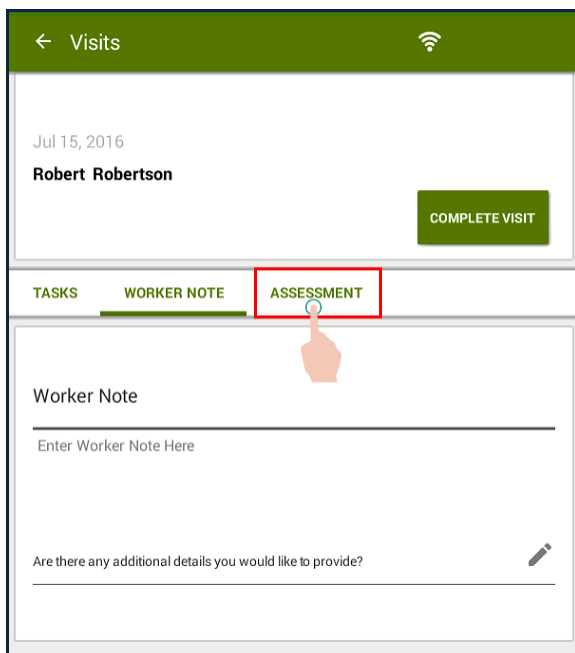 Visits
Jul 15, 2016
Robert Robertson
COMPLETE VISIT
TASKS WORKER NOTE ASSESSMENT
Worker Note
Enter Worker Note Here
Are there any additional details you would like to provide?